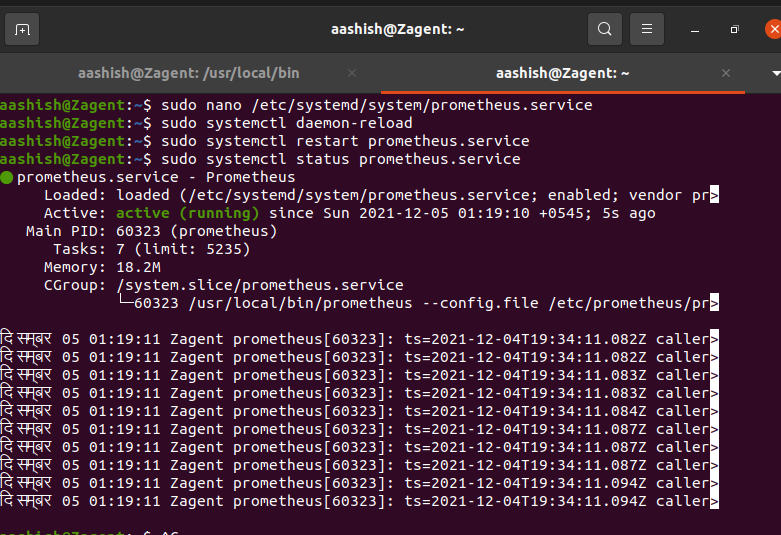 aashish@Zagent: ~
aashish@Zagent: /usr/local/bin
aashish@Zagent: ~
aashish@Zagent:~$ sudo nano /etc/systemd/system/prometheus.service
aashish@Zagent:~$ sudo systemctl daemon-reload
aashish@Zagent:~$ sudo systemctl restart prometheus.service
aashish@Zagent:~$ sudo systemctl status prometheus.service
● prometheus.service - Prometheus
Loaded: loaded (/etc/systemd/system/prometheus.service; enabled; vendor pr>
Active: active (running) since Sun 2021-12-05 01:19:10 +0545; 5s ago
Main PID: 60323 (prometheus)
Tasks: 7 (limit: 5235)
Memory: 18.2M
CGroup: /system.slice/prometheus.service
└─60323 /usr/local/bin/prometheus --config.file /etc/prometheus/pr>
दिसम्बर 05 01:19:11 Zagent prometheus[60323]: ts=2021-12-04T19:34:11.082Z caller>
दिसम्बर 05 01:19:11 Zagent prometheus[60323]: ts=2021-12-04T19:34:11.082Z caller>
दिसम्बर 05 01:19:11 Zagent prometheus[60323]: ts=2021-12-04T19:34:11.083Z caller>
दिसम्बर 05 01:19:11 Zagent prometheus[60323]: ts=2021-12-04T19:34:11.083Z caller>
दिसम्बर 05 01:19:11 Zagent prometheus[60323]: ts=2021-12-04T19:34:11.084Z caller>
दिसम्बर 05 01:19:11 Zagent prometheus[60323]: ts=2021-12-04T19:34:11.087Z caller>
दिसम्बर 05 01:19:11 Zagent prometheus[60323]: ts=2021-12-04T19:34:11.087Z caller>
दिसम्बर 05 01:19:11 Zagent prometheus[60323]: ts=2021-12-04T19:34:11.087Z caller>
दिसम्बर 05 01:19:11 Zagent prometheus[60323]: ts=2021-12-04T19:34:11.094Z caller>
दिसम्बर 05 01:19:11 Zagent prometheus[60323]: ts=2021-12-04T19:34:11.094Z caller>